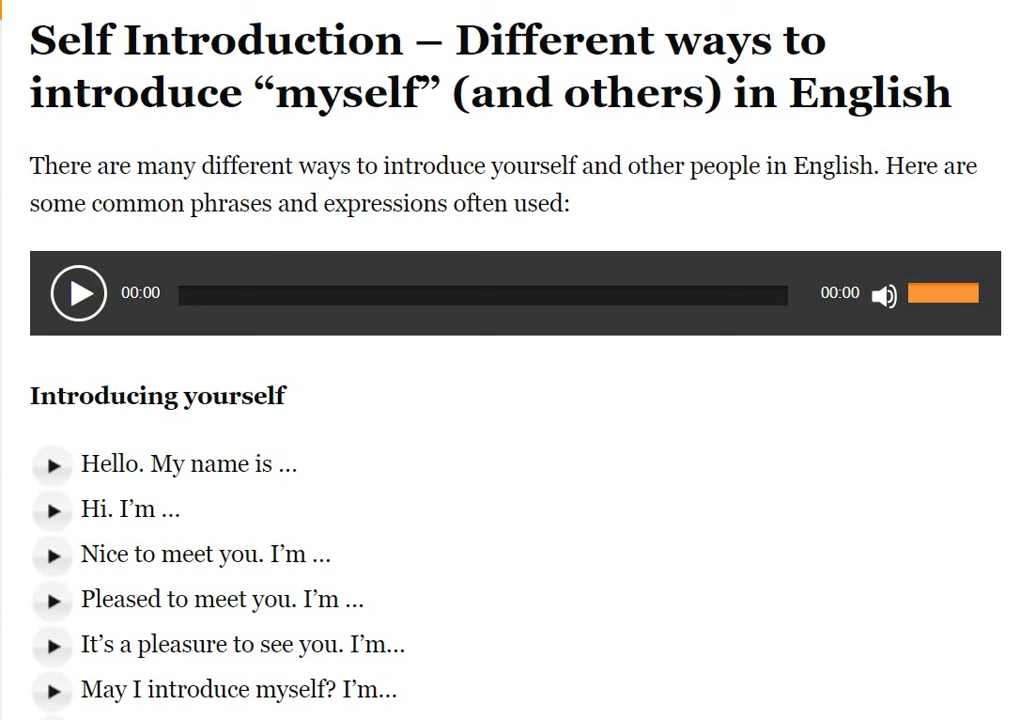 Self Introduction – Different ways to
introduce “myself” (and others) in English
There are many different ways to introduce yourself and other people in English. Here are
some common phrases and expressions often used:
00:00 00:00
Introducing yourself
Hello. My name is ...
Hi. I’m ...
Nice to meet you. I’m ...
Pleased to meet you. I’m ...
It’s a pleasure to see you. I’m...
May I introduce myself? I’m...